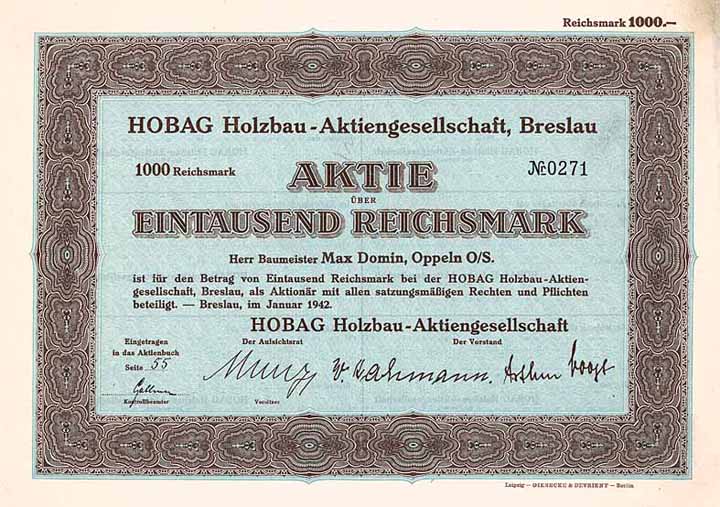 Reichsmark 1000.—
HOBAG Holzbau-Aktiengesellschaft, Breslau
1000 Reichsmark
AKTIE
№ 0271
ÜBER
EINTAUSEND REICHSMARK
Herr Baumeister Max Domin, Oppeln O/S.
ist für den Betrag von Eintausend Reichsmark bei der HOBAG Holzbau-Aktien-
gesellschaft, Breslau, als Aktionär mit allen satzungsmäßigen Rechten und Pflichten
beteiligt. — Breslau, im Januar 1942.
HOBAG Holzbau-Aktiengesellschaft
Eingetragen
in das Aktienbuch
Seite 55
Der Aufsichtsrat
Der Vorstand
Kontrollbeamter
Vorsitzer
Leipzig — GIESECKE & DEVRIENT — Berlin